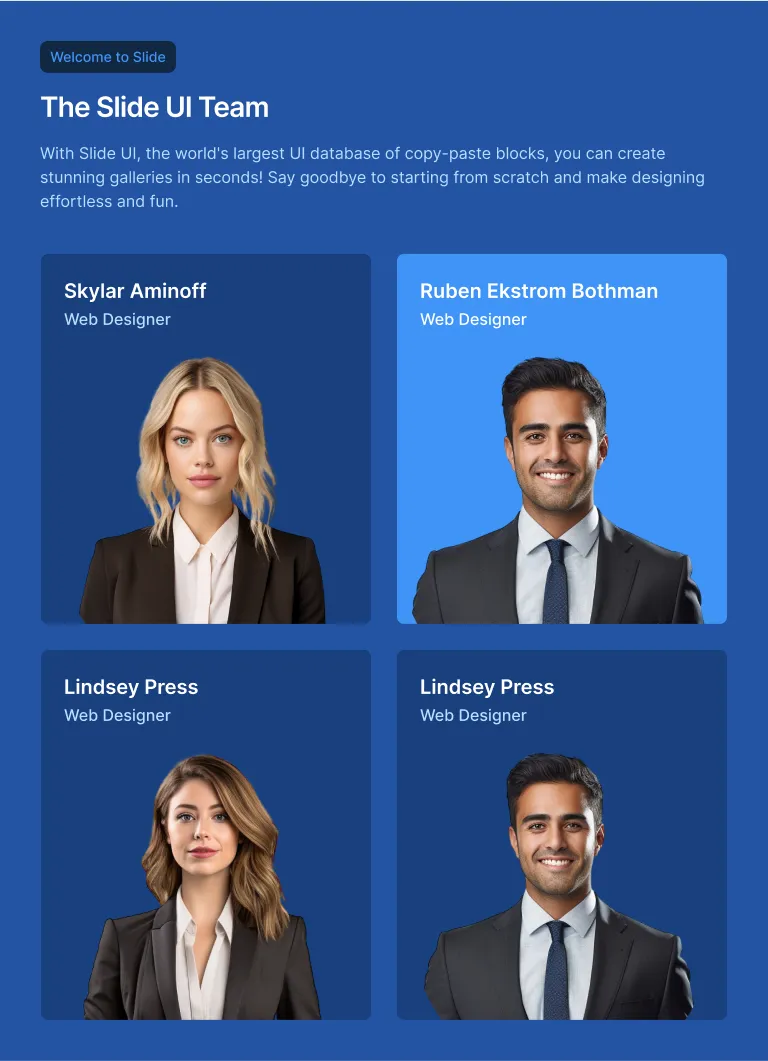 Welcome to Slide
The Slide UI Team
With Slide UI, the world's largest UI database of copy-paste blocks, you can create
stunning galleries in seconds! Say goodbye to starting from scratch and make designing
effortless and fun.
Skylar Aminoff
Web Designer
Ruben Ekstrom Bothman
Web Designer
Lindsey Press
Web Designer
Lindsey Press
Web Designer